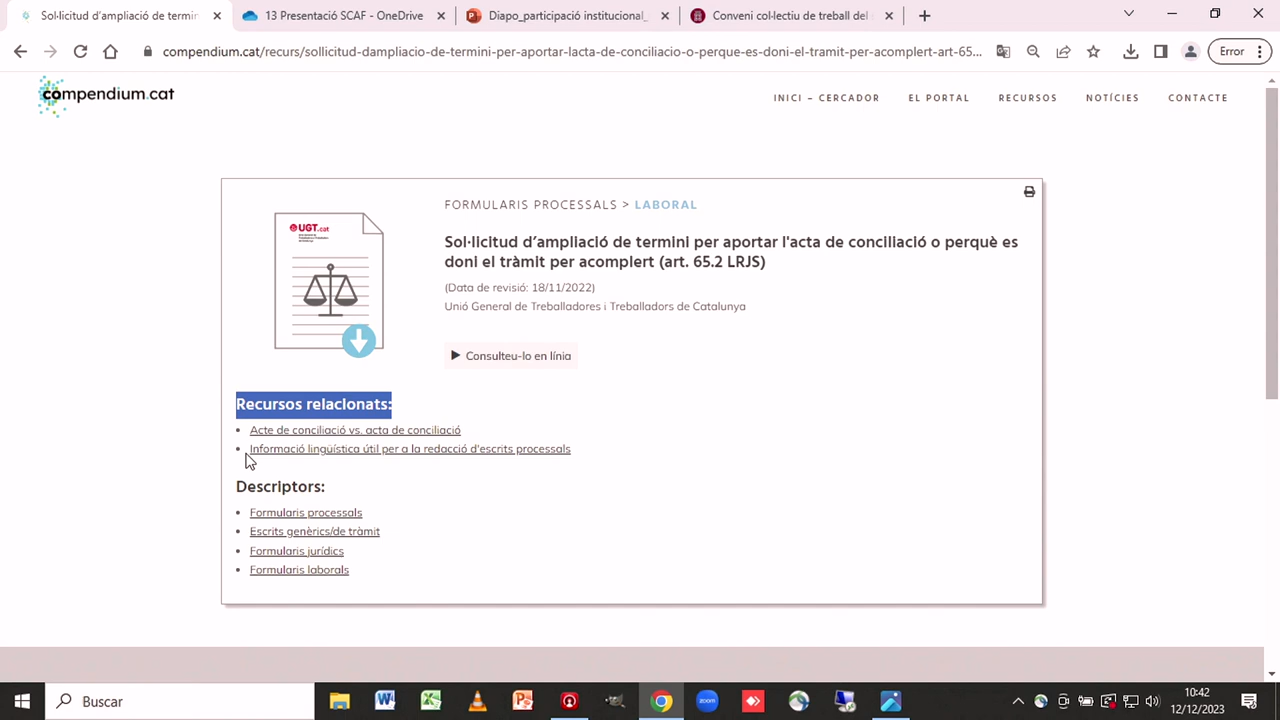 Sol·licitud d'ampliació de termin
13 Presentació SCAF - OneDrive
Diapo_participació institucional_
Conveni col·lectiu de treball del
compendium.cat/recurs/sollicitud-dampliacio-de-termini-per-aportar-lacta-de-conciliacio-o-perque-es-doni-el-tramit-per-acomplert-art-65...
Error
compendium.cat
INICI – CERCADOR
EL PORTAL
RECURSOS
NOTÍCIES
CONTACTE
UGT.cat
FORMULARIS PROCESSALS > LABORAL
Sol·licitud d’ampliació de termini per aportar l'acta de conciliació o perquè es
doni el tràmit per acomplert (art. 65.2 LRJS)
(Data de revisió: 18/11/2022)
Unió General de Treballadores i Treballadors de Catalunya
Consulteu-lo en línia
Recursos relacionats:
Acte de conciliació vs. acta de conciliació
Informació lingüística útil per a la redacció d'escrits processals
Descriptors:
Formularis processals
Escrits genèrics/de tràmit
Formularis jurídics
Formularis laborals
Buscar
10:42
12/12/2023